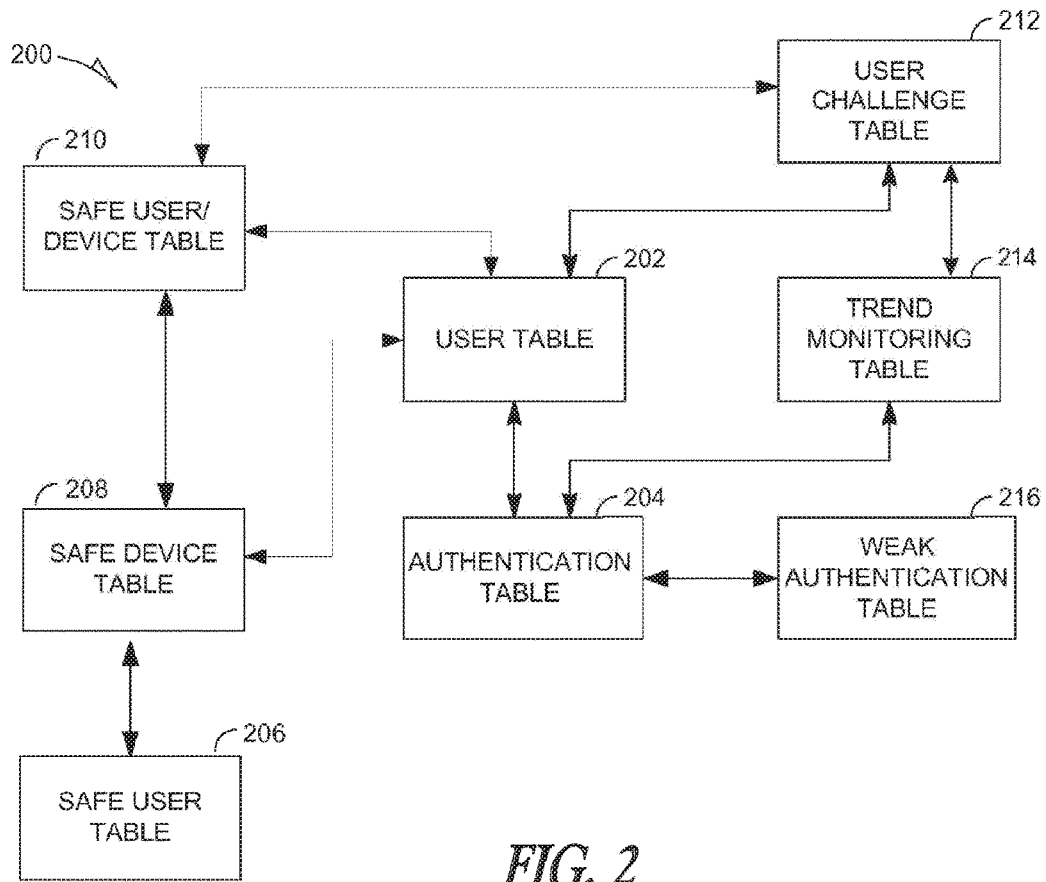 200
212
USER
CHALLENGE
TABLE
210
SAFE USER/
DEVICE TABLE
202
USER TABLE
214
TREND
MONITORING
TABLE
208
SAFE DEVICE
TABLE
204
AUTHENTICATION
TABLE
216
WEAK
AUTHENTICATION
TABLE
206
SAFE USER
TABLE
FIG. 2